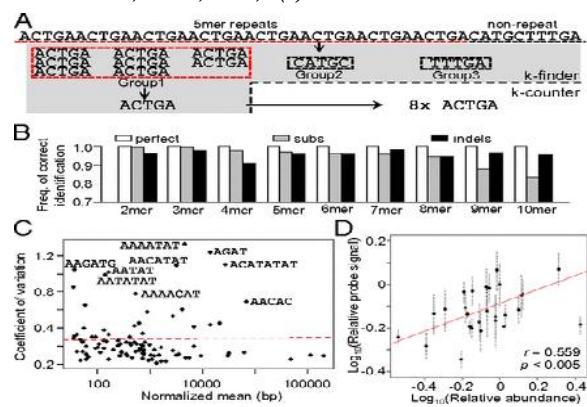 A
5mer repeats
non-repeat
ACTGAACTGAACTGAACTGAACTGAACTGAACTGAACTGACATGCTTTGA
ACTGA ACTGA ACTGA
ACTGA ACTGA ACTGA
ACTGA ACTGA
CATGC
TTTGA
Group1
Group2
Group3
k-finder
k-counter
ACTGA
8x ACTGA
B
perfect
subs
indels
Freq. of correct
identification
1.0
0.9
0.8
0.7
2mer 3mer 4mer 5mer 6mer 7mer 8mer 9mer 10mer
C
AAAATAT
AGAT
AAGATG
AACATAT
ACATATAT
AATAT
AATATAT
AAAACAT
AACAC
Coefficient of variation
1.2
0.8
0.4
0.2
100
10000
1000000
Normalized mean (bp)
D
Log10(Relative probe signal)
0.2
-0.2
-0.4
r = 0.559
p < 0.005
-0.4 -0.2 0.0 0.2 0.4
Log10(Relative abundance)